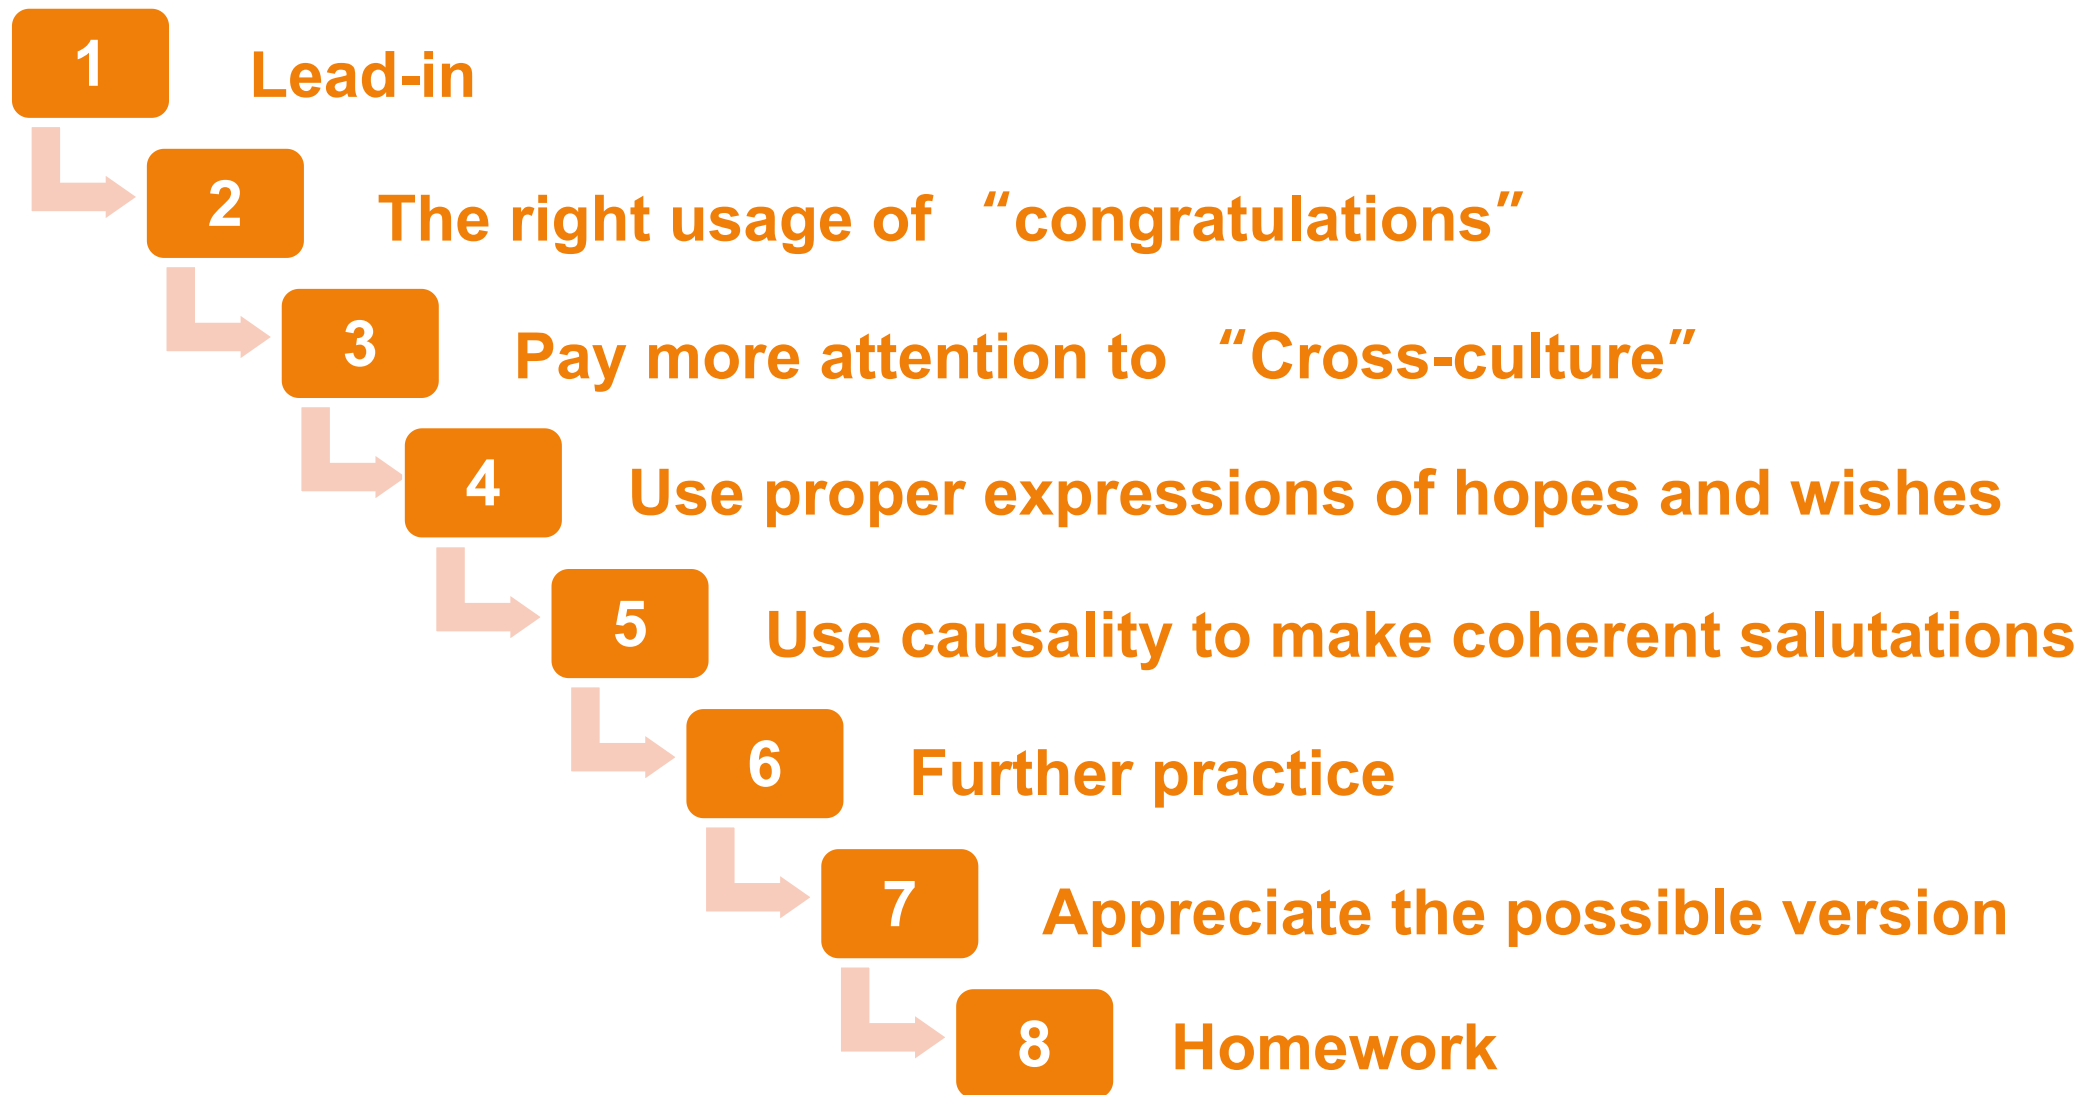 1 Lead-in
2 The right usage of “congratulations”
3 Pay more attention to “Cross-culture”
4 Use proper expressions of hopes and wishes
5 Use causality to make coherent salutations
6 Further practice
7 Appreciate the possible version
8 Homework